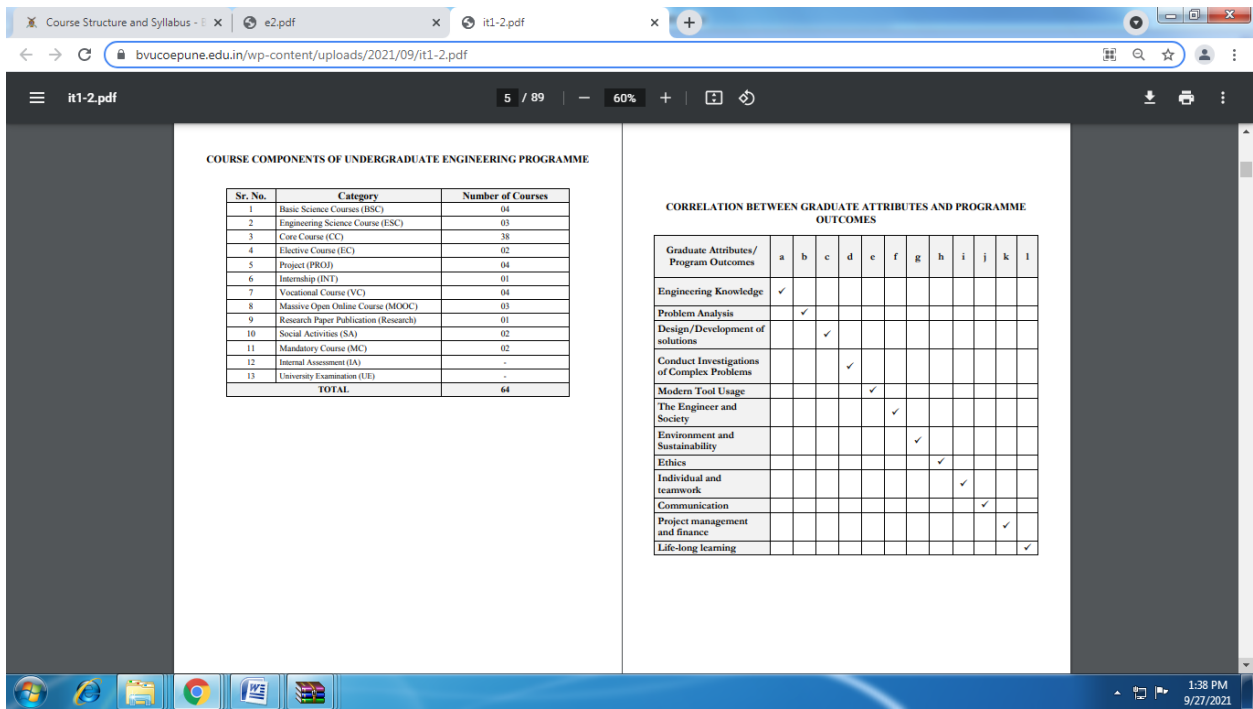 Course Structure and Syllabus - E
e2.pdf
it1-2.pdf
bvucoepune.edu.in/wp-content/uploads/2021/09/it1-2.pdf
it1-2.pdf
5 / 89
60%
COURSE COMPONENTS OF UNDERGRADUATE ENGINEERING PROGRAMME
Sr. No. Category Number of Courses
1 Basic Science Courses (BSC) 04
2 Engineering Science Course (ESC) 03
3 Core Course (CC) 38
4 Elective Course (EC) 02
5 Project (PROJ) 04
6 Internship (INT) 01
7 Vocational Course (VC) 04
8 Massive Open Online Course (MOOC) 03
9 Research Paper Publication (Research) 01
10 Social Activities (SA) 02
11 Mandatory Course (MC) 02
12 Internal Assessment (IA) -
13 University Examination (UE) -
TOTAL 64
CORRELATION BETWEEN GRADUATE ATTRIBUTES AND PROGRAMME
OUTCOMES
Graduate Attributes/
Program Outcomes
a b c d e f g h i j k l
Engineering Knowledge ✓
Problem Analysis ✓
Design/Development of
solutions ✓
Conduct Investigations
of Complex Problems ✓
Modern Tool Usage ✓
The Engineer and
Society ✓
Environment and
Sustainability ✓
Ethics ✓
Individual and
teamwork ✓
Communication ✓
Project management
and finance ✓
Life-long learning ✓
1:38 PM
9/27/2021